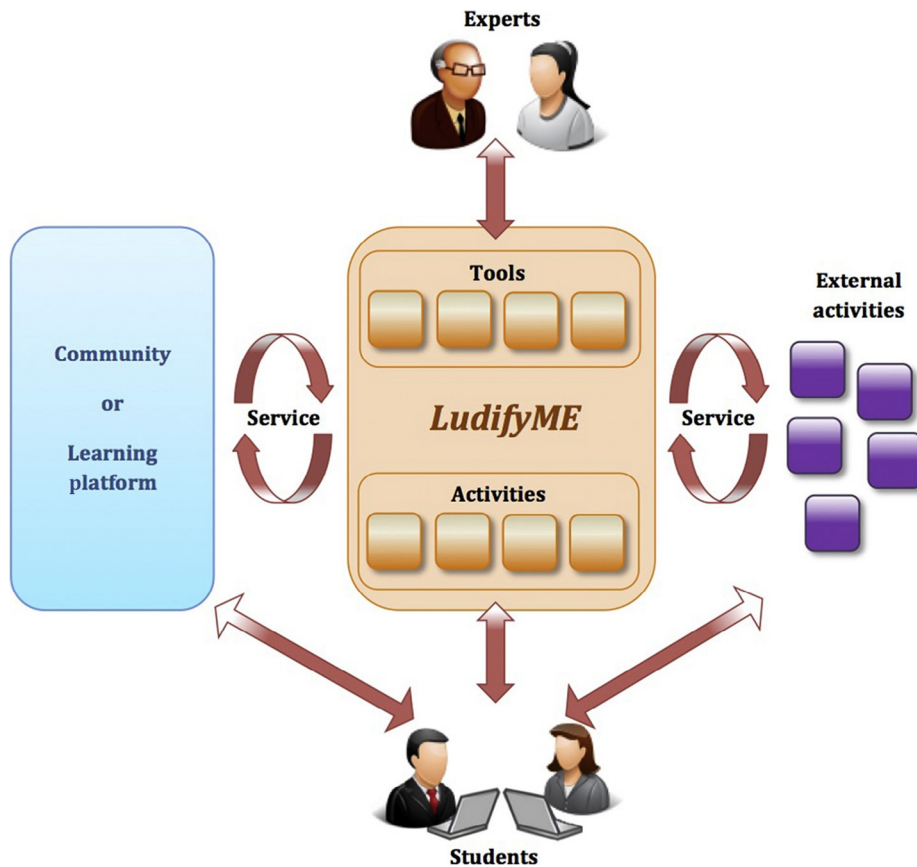 Experts
Tools
External
activities
Community
or
Learning
platform
Service
LudifyME
Service
Activities
Students